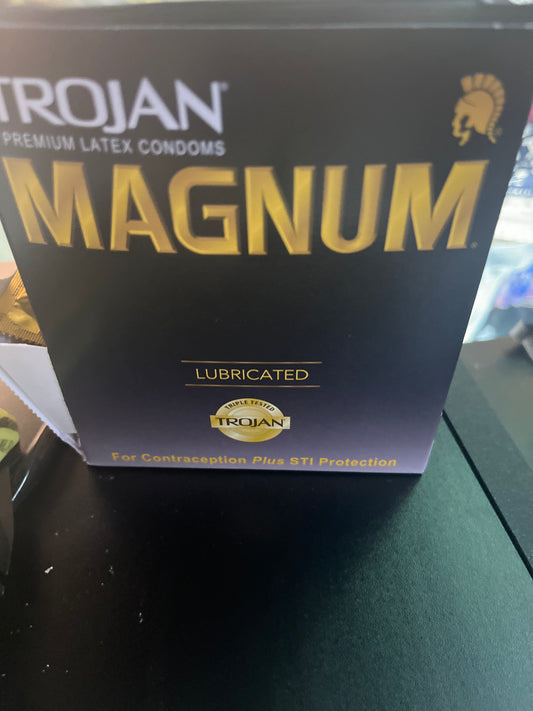 TROJAN®
PREMIUM LATEX CONDOMS
MAGNUM®
LUBRICATED
TRIPLE TESTED
TROJAN®
For Contraception Plus STI Protection